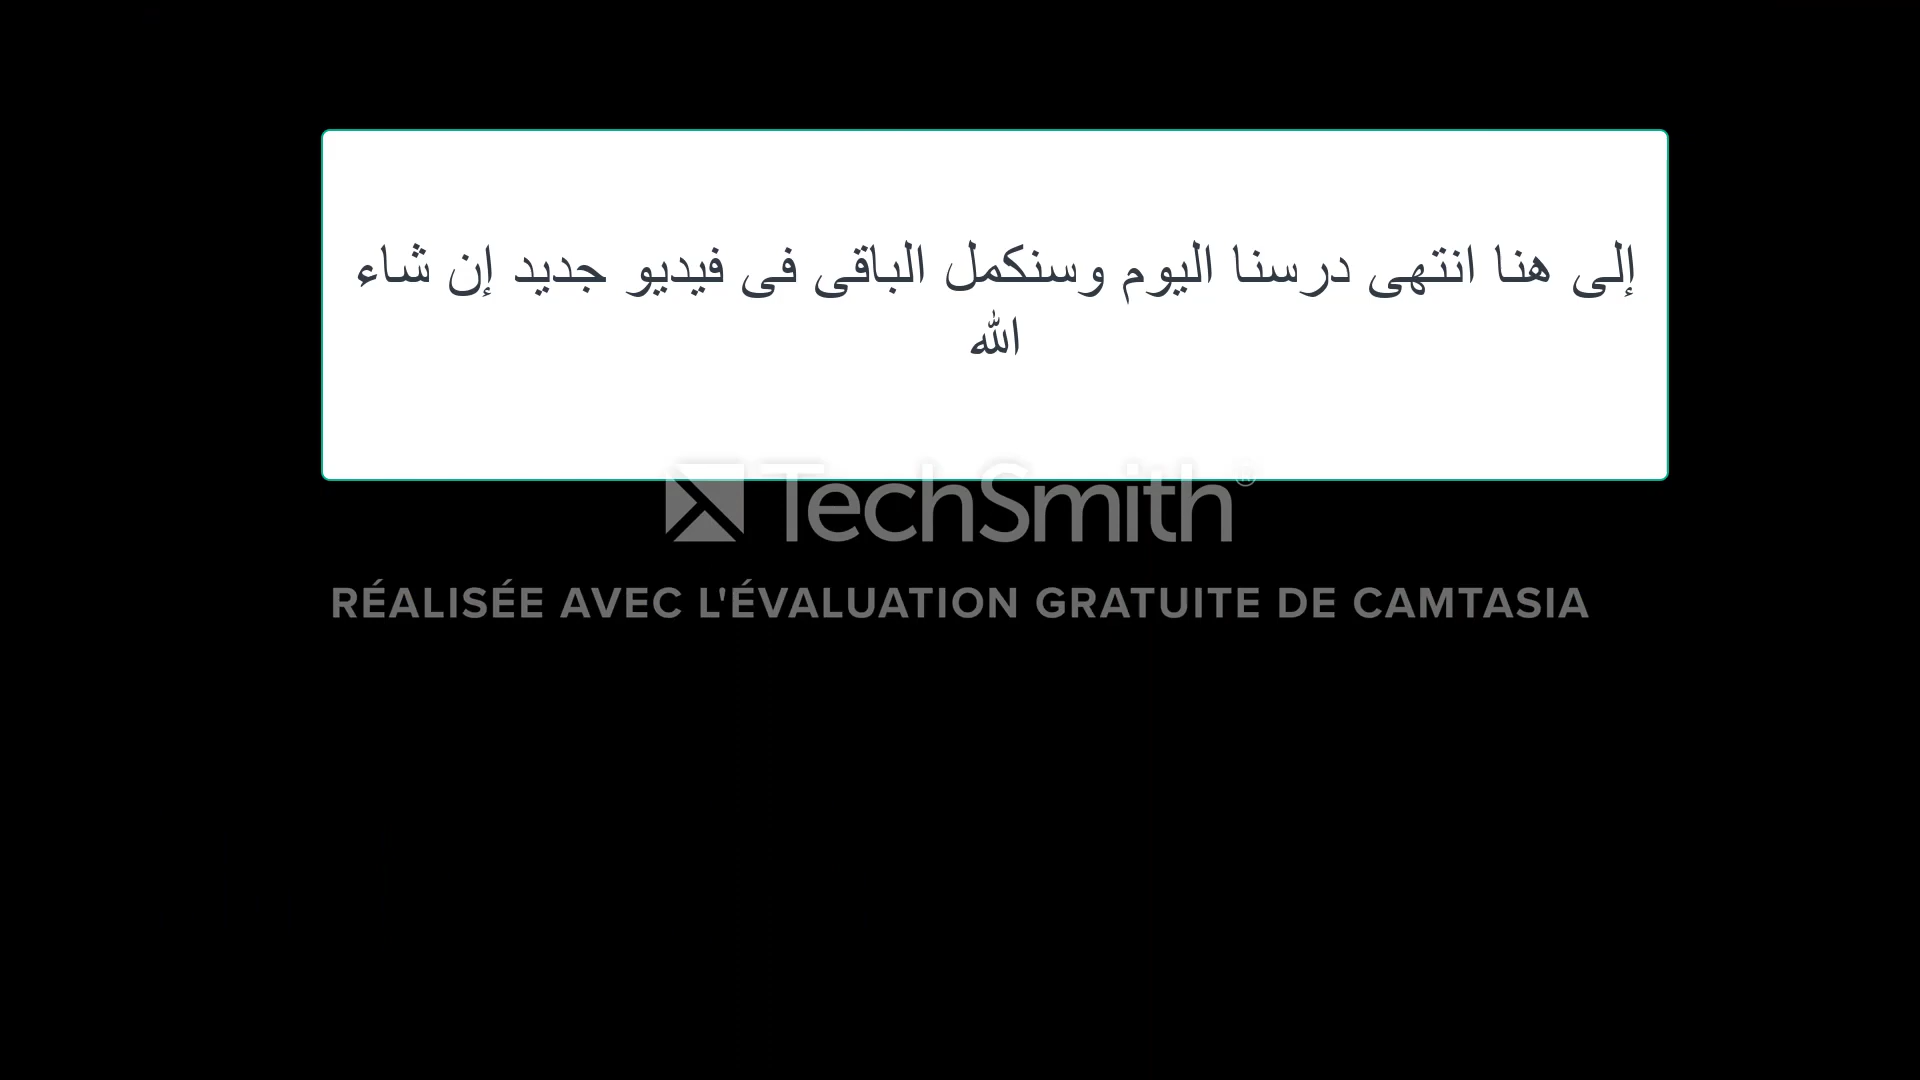 إلى هنا انتهى درسنا اليوم وسنكمل الباقى فى فيديو جديد إن شاء
الله
TechSmith®
RÉALISÉE AVEC L'ÉVALUATION GRATUITE DE CAMTASIA